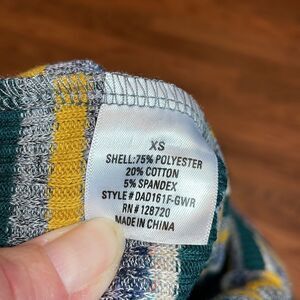 XS
SHELL: 75% POLYESTER
20% COTTON
5% SPANDEX
STYLE # DAD161F-GWR
RN # 128720
MADE IN CHINA